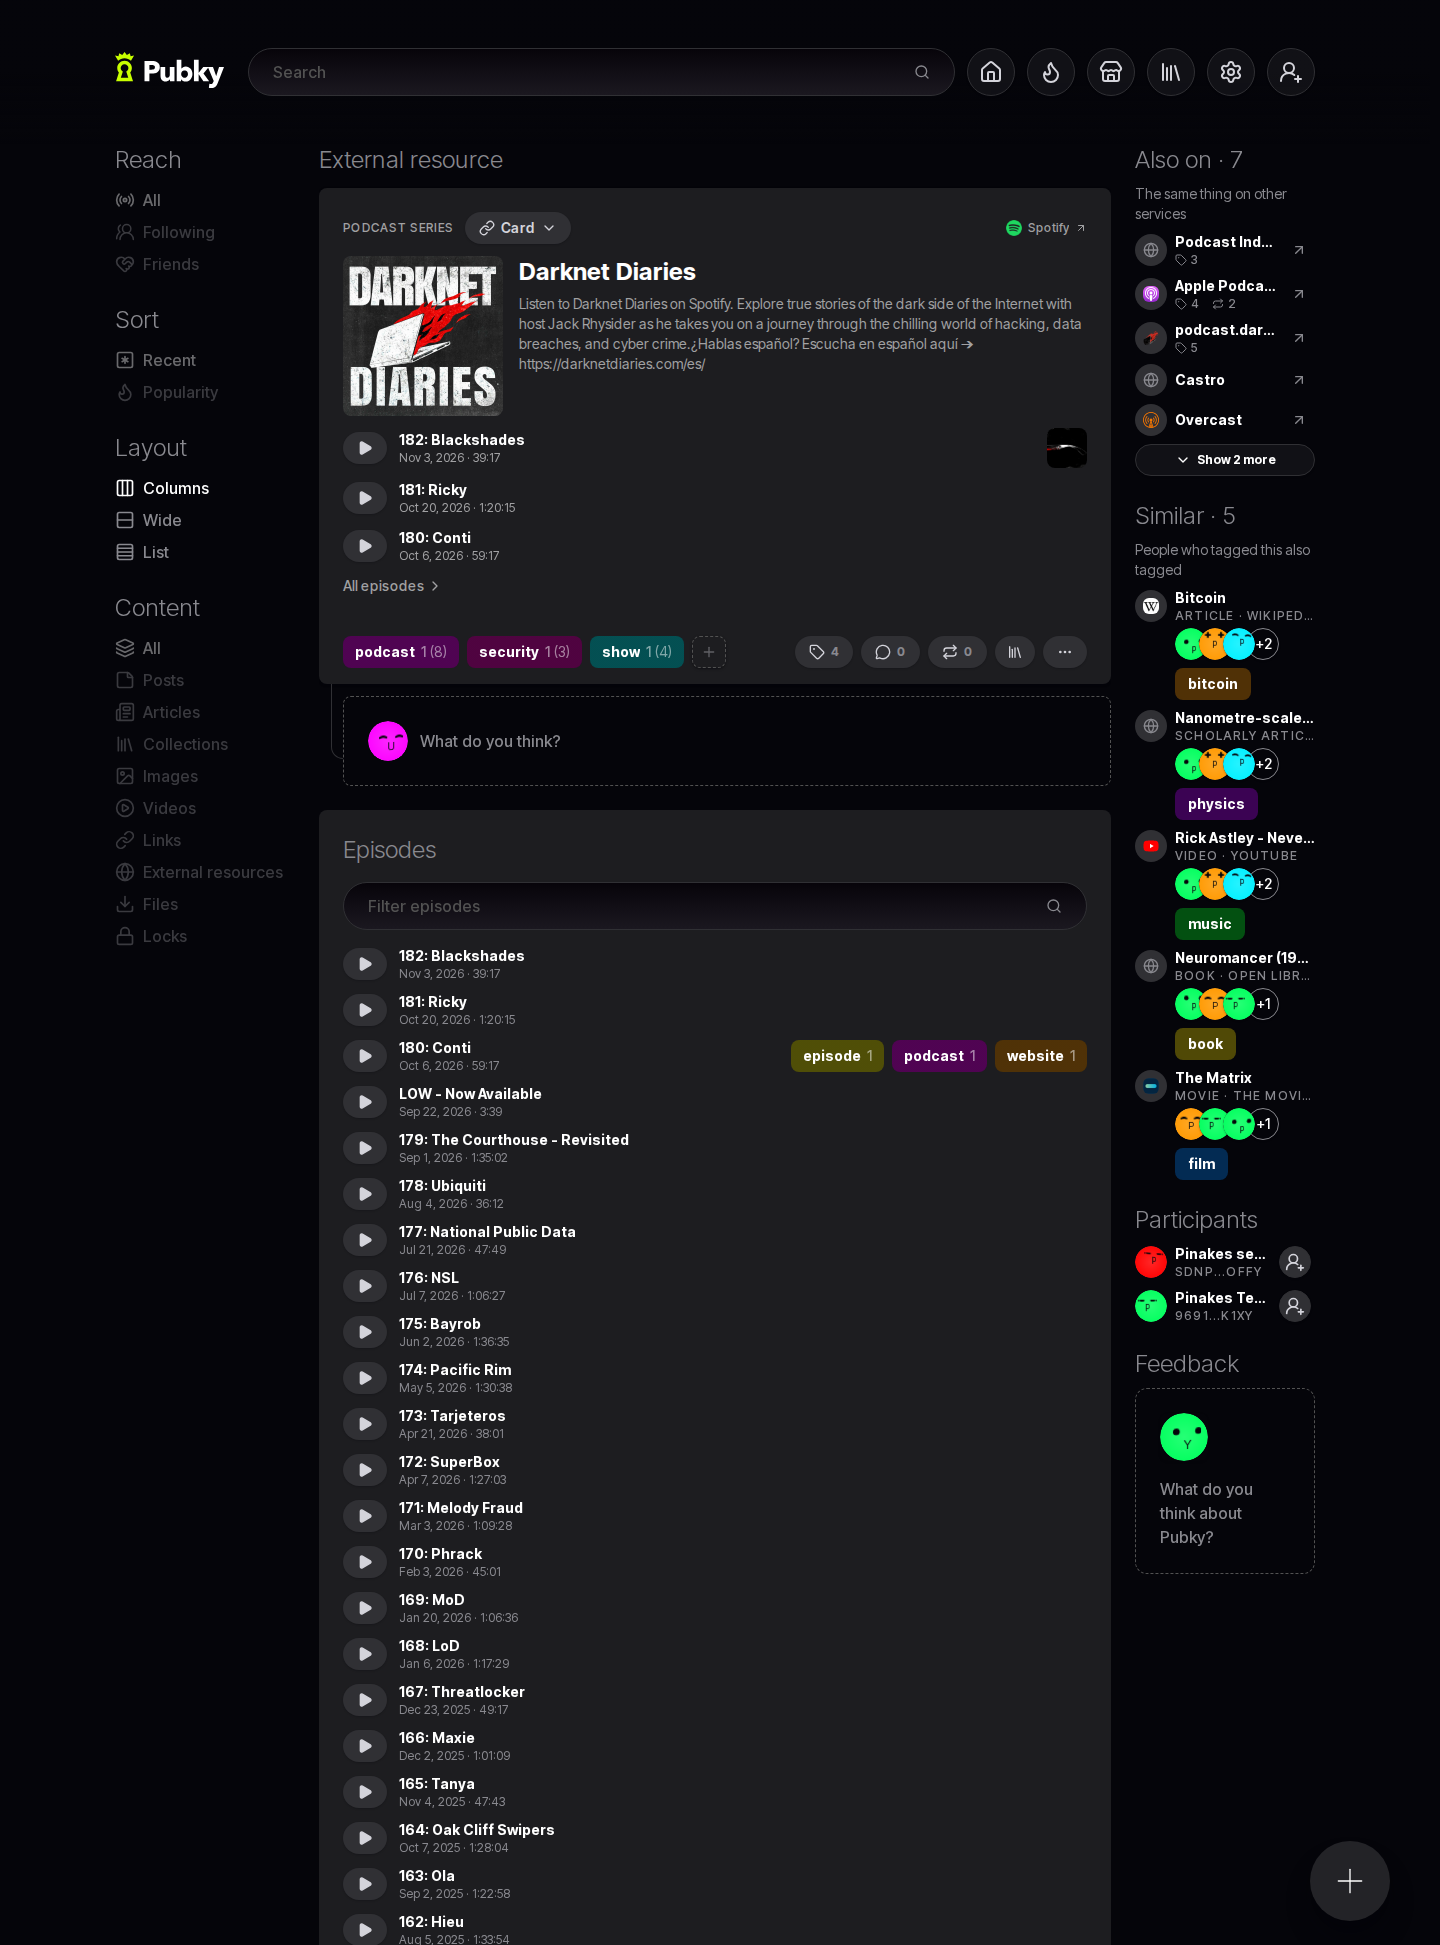 Pubky
Search
Reach
All
Following
Friends
Sort
Recent
Popularity
Layout
Columns
Wide
List
Content
All
Posts
Articles
Collections
Images
Videos
Links
External resources
Files
Locks
External resource
PODCAST SERIES
Card
Spotify
DARKNET
DIARIES
Darknet Diaries
Listen to Darknet Diaries on Spotify. Explore true stories of the dark side of the Internet with
host Jack Rhysider as he takes you on a journey through the chilling world of hacking, data
breaches, and cyber crime.¿Hablas español? Escucha en español aquí ➔
https://darknetdiaries.com/es/
182: Blackshades
Nov 3, 2026 · 39:17
181: Ricky
Oct 20, 2026 · 1:20:15
180: Conti
Oct 6, 2026 · 59:17
All episodes
podcast 1 (8)
security 1 (3)
show 1 (4)
4
0
0
What do you think?
Episodes
Filter episodes
182: Blackshades
Nov 3, 2026 · 39:17
181: Ricky
Oct 20, 2026 · 1:20:15
180: Conti
Oct 6, 2026 · 59:17
episode 1
podcast 1
website 1
LOW - Now Available
Sep 22, 2026 · 3:39
179: The Courthouse - Revisited
Sep 1, 2026 · 1:35:02
178: Ubiquiti
Aug 4, 2026 · 36:12
177: National Public Data
Jul 21, 2026 · 47:49
176: NSL
Jul 7, 2026 · 1:06:27
175: Bayrob
Jun 2, 2026 · 1:36:35
174: Pacific Rim
May 5, 2026 · 1:30:38
173: Tarjeteros
Apr 21, 2026 · 38:01
172: SuperBox
Apr 7, 2026 · 1:27:03
171: Melody Fraud
Mar 3, 2026 · 1:09:28
170: Phrack
Feb 3, 2026 · 45:01
169: MoD
Jan 20, 2026 · 1:06:36
168: LoD
Jan 6, 2026 · 1:17:29
167: Threatlocker
Dec 23, 2025 · 49:17
166: Maxie
Dec 2, 2025 · 1:01:09
165: Tanya
Nov 4, 2025 · 47:43
164: Oak Cliff Swipers
Oct 7, 2025 · 1:28:04
163: Ola
Sep 2, 2025 · 1:22:58
162: Hieu
Aug 5, 2025 · 1:33:54
Also on · 7
The same thing on other
services
Podcast Ind...
3
Apple Podca...
4
2
podcast.dar...
5
Castro
Overcast
Show 2 more
Similar · 5
People who tagged this also
tagged
Bitcoin
ARTICLE · WIKIPED...
+2
bitcoin
Nanometre-scale...
SCHOLARLY ARTIC...
+2
physics
Rick Astley - Neve...
VIDEO · YOUTUBE
+2
music
Neuromancer (19...
BOOK · OPEN LIBR...
+1
book
The Matrix
MOVIE · THE MOVI...
+1
film
Participants
Pinakes se...
SDNP...OFFY
Pinakes Te...
9691...K1XY
Feedback
What do you
think about
Pubky?